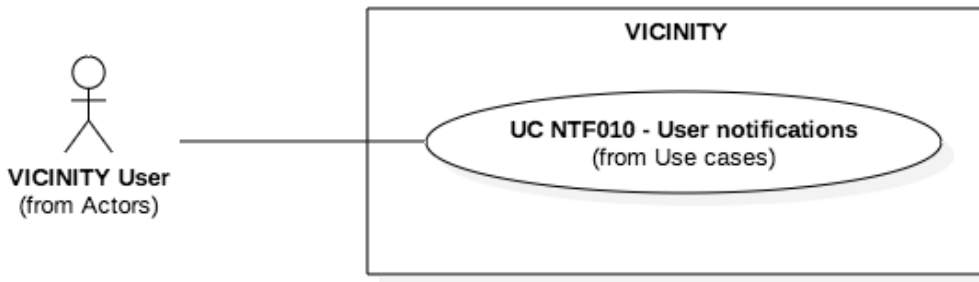 VICINITY
UC NTF010 - User notifications
(from Use cases)
VICINITY User
(from Actors)